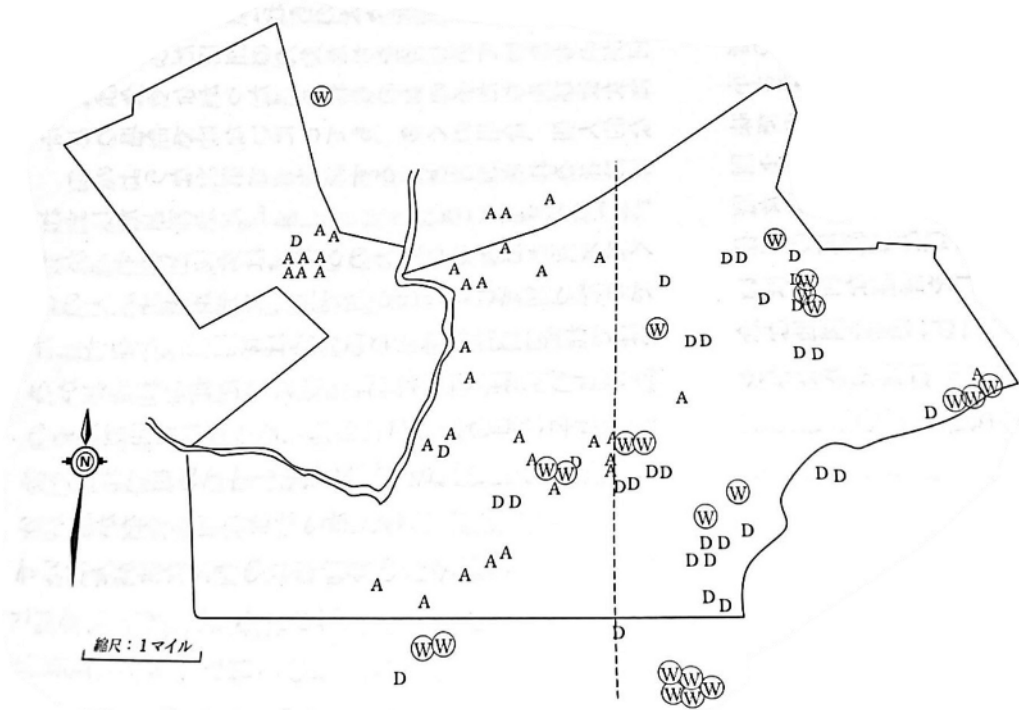 Ⓦ
A
A A
A A
D Ⓦ
A
A A A A D D D
A A A A A
A A D D Ⓦ
D Ⓦ
D Ⓦ
Ⓦ
D D
A
D D
A A
Ⓦ
A Ⓦ Ⓦ
D
A A A
A A Ⓦ Ⓦ
D
N A D A
Ⓦ Ⓦ A D D D D
A D D Ⓦ
D D
Ⓦ
D
D D
A
A D D
A
A
D
A D
D
縮尺：1マイル
Ⓦ Ⓦ
D Ⓦ Ⓦ
Ⓦ
Ⓦ Ⓦ